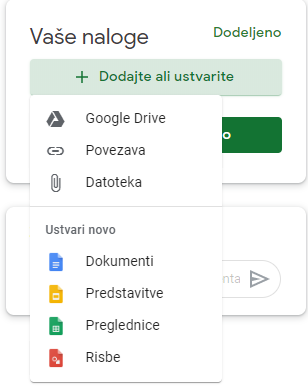 Vaše naloge
Dodeljeno
Dodajte ali ustvarite
Google Drive
Povezava
Datoteka
Ustvari novo
Dokumenti
Predstavitve
Preglednice
Risbe